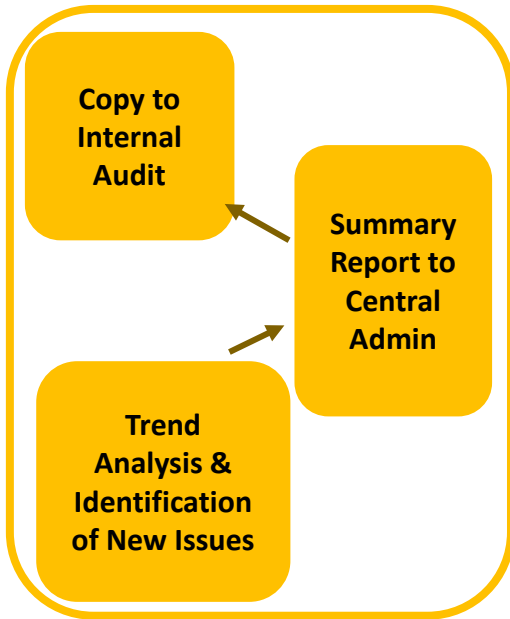 Copy to
Internal
Audit
Summary
Report to
Central
Admin
Trend
Analysis &
Identification
of New Issues